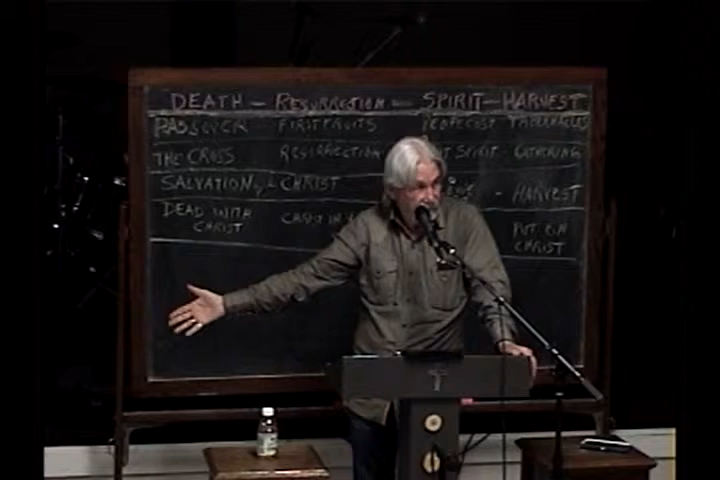 DEATH – RESURRECTION – SPIRIT – HARVEST
PASSOVER FIRSTFRUITS PENTECOST TABERNACLES
THE CROSS RESURRECTION SPIRIT GATHERING
SALVATION CHRIST - HARVEST
DEAD WITH CHRIST PUT ON CHRIST